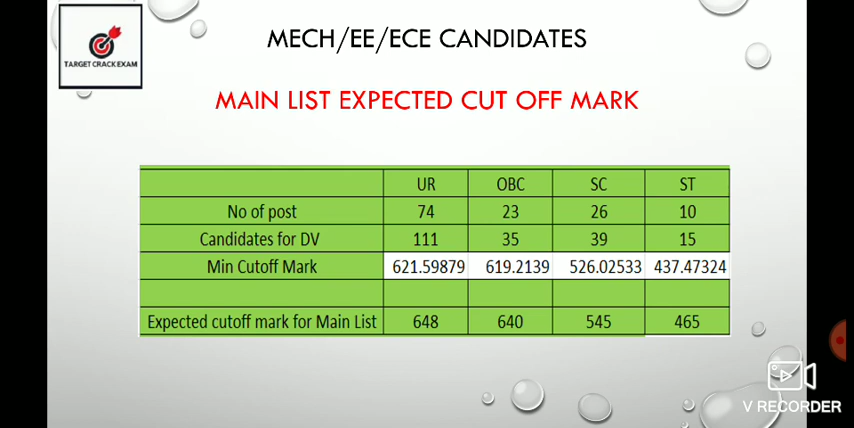 TARGET CRACK EXAM
MECH/EE/ECE CANDIDATES
MAIN LIST EXPECTED CUT OFF MARK
UR OBC SC ST
No of post 74 23 26 10
Candidates for DV 111 35 39 15
Min Cutoff Mark 621.59879 619.2139 526.02533 437.47324
Expected cutoff mark for Main List 648 640 545 465
V RECORDER